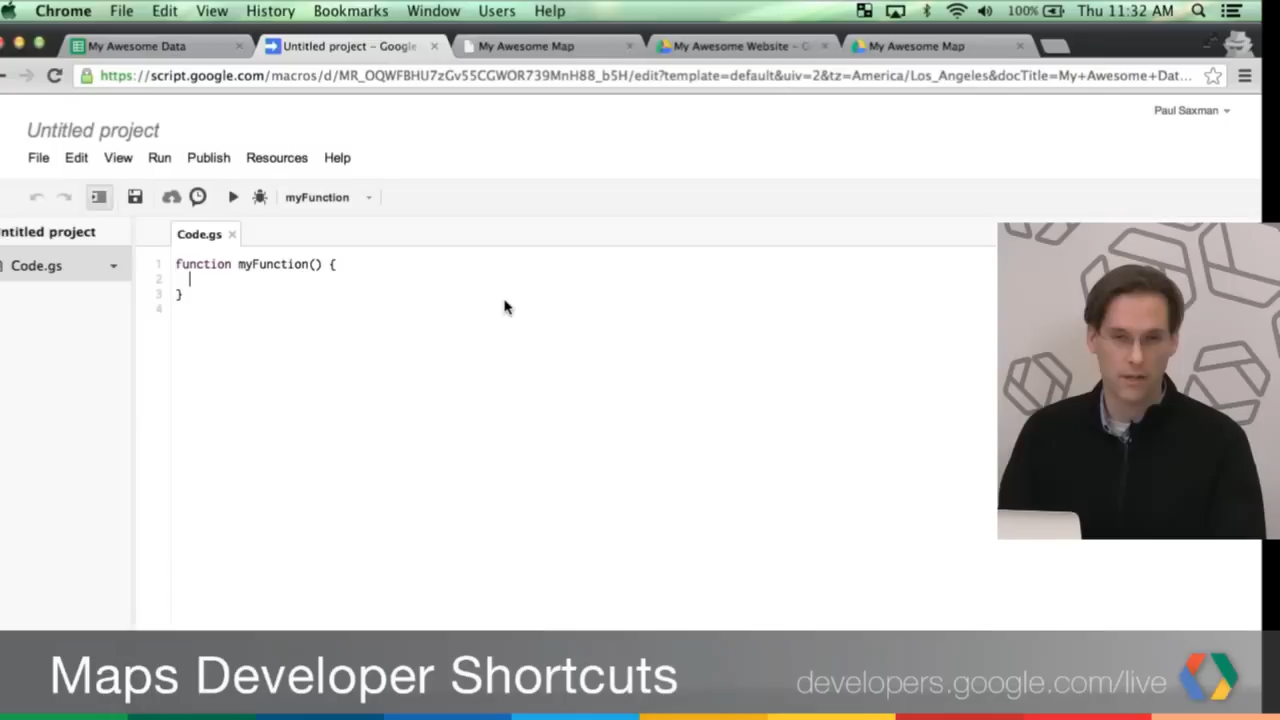 Chrome File Edit View History Bookmarks Window Users Help 100% Thu 11:32 AM
My Awesome Data Untitled project – Google My Awesome Map My Awesome Website – G My Awesome Map
https://script.google.com/macros/d/MR_OQWFBHU7zGv55CGWOR739MnH88_b5H/edit?template=default&uiv=2&tz=America/Los_Angeles&docTitle=My+Awesome+Dat...
Paul Saxman
Untitled project
File Edit View Run Publish Resources Help
myFunction
ntitled project
Code.gs
Code.gs
1 function myFunction() {
2
3 }
4
Maps Developer Shortcuts
developers.google.com/live